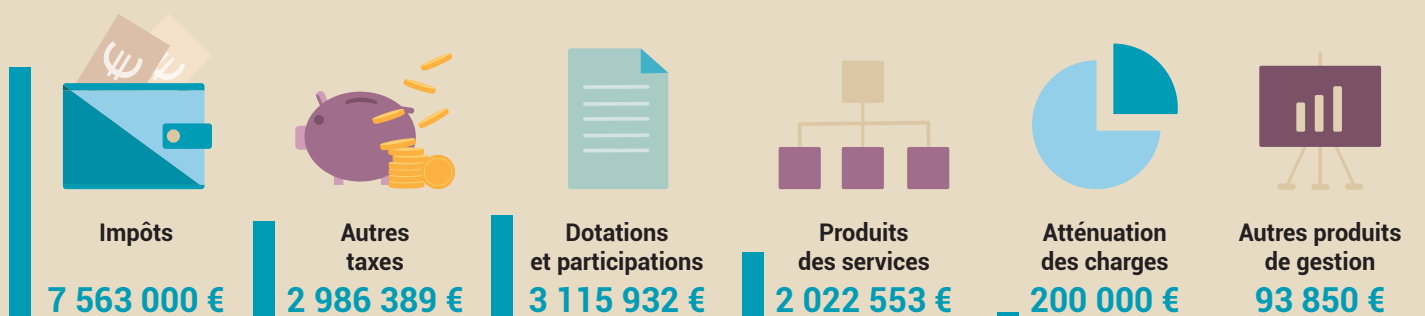 Impôts
7 563 000 €
Autres
taxes
2 986 389 €
Dotations
et participations
3 115 932 €
Produits
des services
2 022 553 €
Atténuation
des charges
200 000 €
Autres produits
de gestion
93 850 €